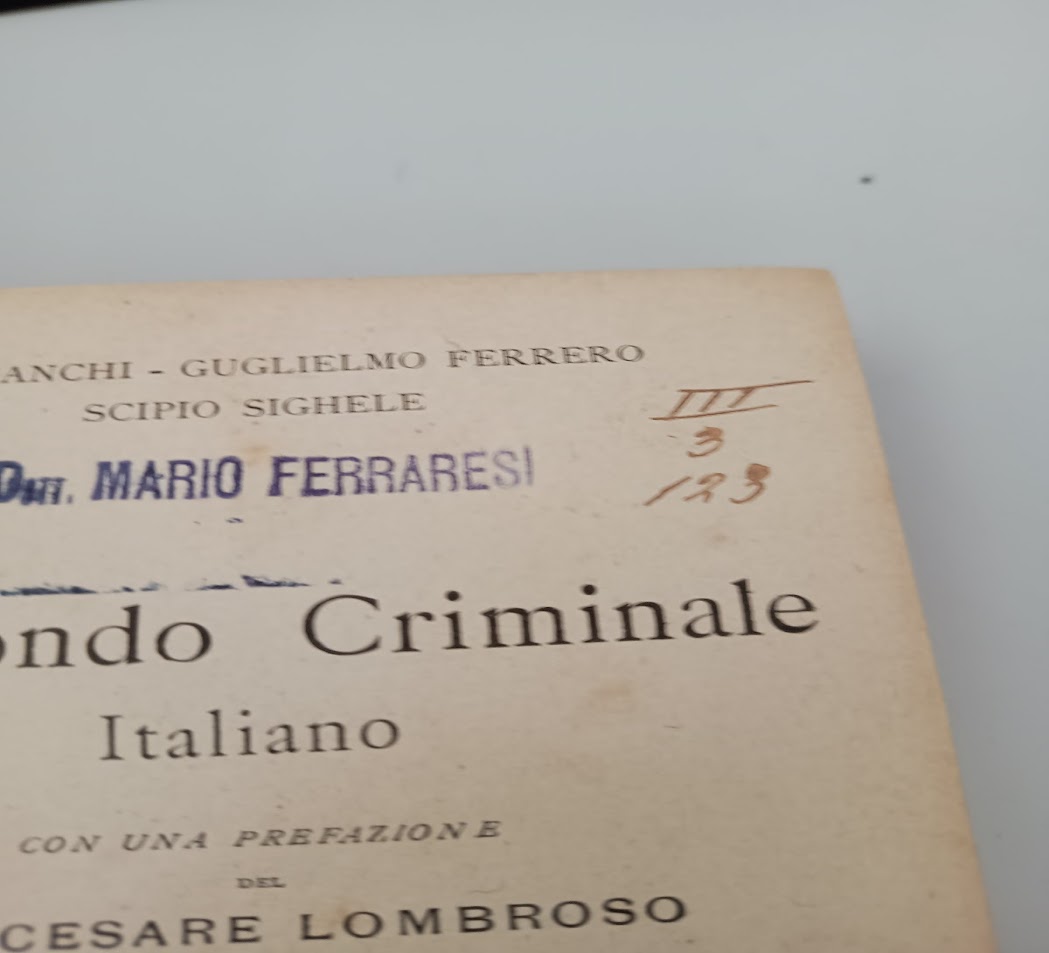 ANCHI - GUGLIELMO FERRERO
SCIPIO SIGHELE
III
3
123
Dott. MARIO FERRARESI
ondo Criminale
Italiano
CON UNA PREFAZIONE
DEL
CESARE LOMBROSO